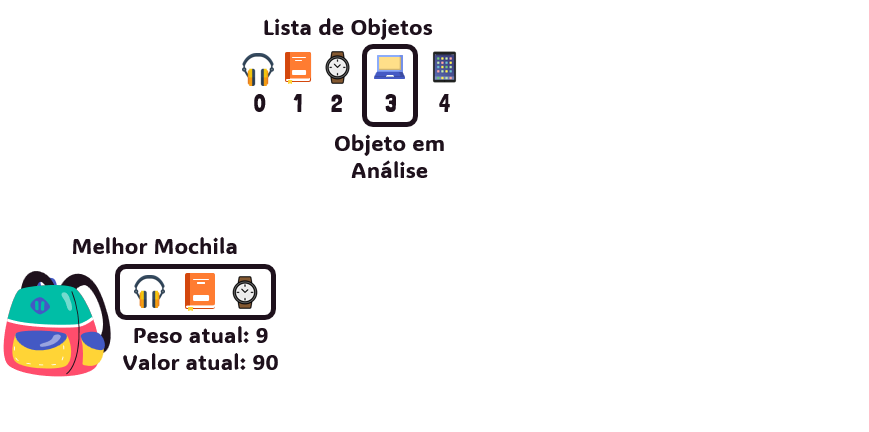 Lista de Objetos
0 1 2 3 4
Objeto em
Análise
Melhor Mochila
Peso atual: 9
Valor atual: 90